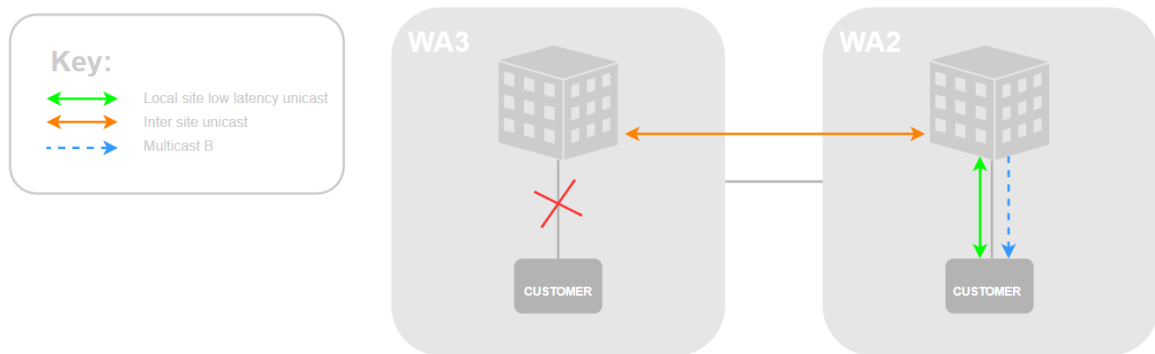 Key:
Local site low latency unicast
Inter site unicast
Multicast B
WA3
WA2
CUSTOMER
CUSTOMER